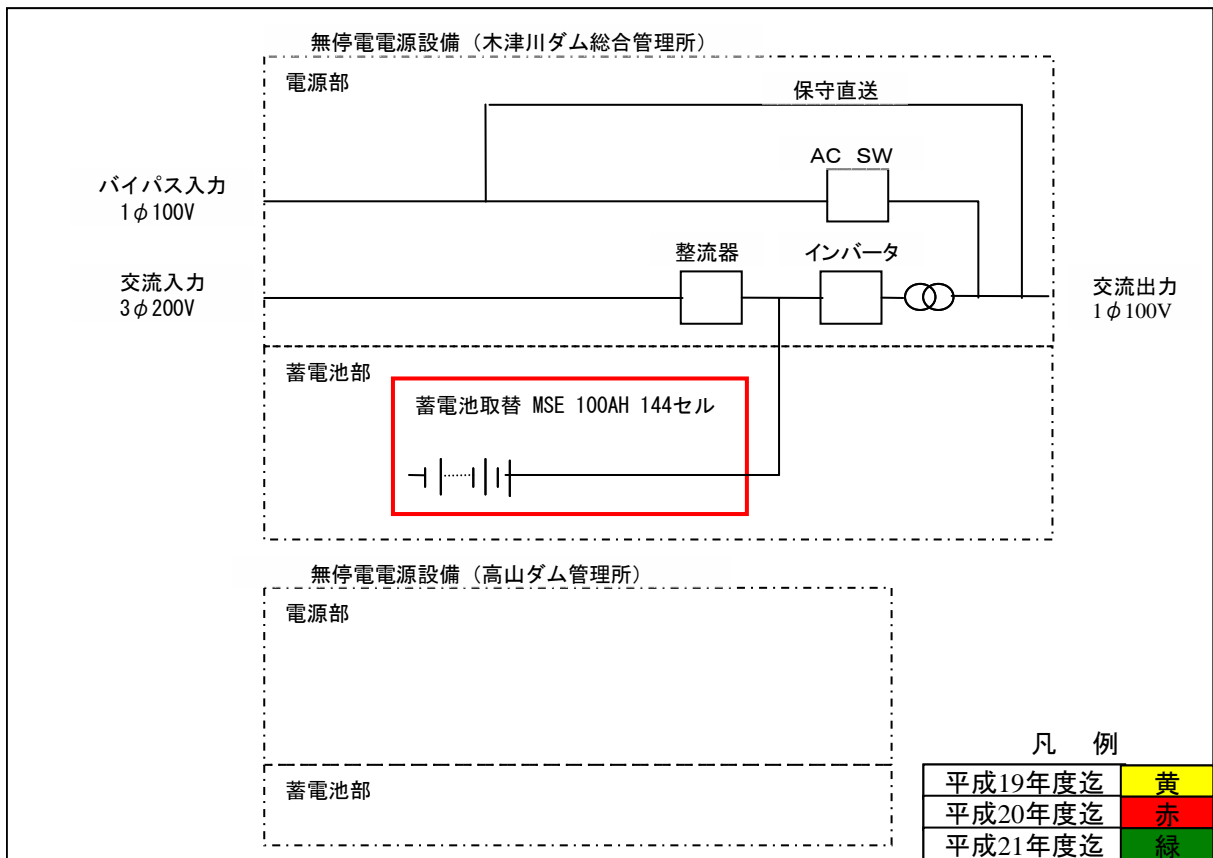 無停電電源設備（木津川ダム総合管理所）
電源部
保守直送
AC SW
バイパス入力
1φ100V
整流器
インバータ
交流入力
3φ200V
交流出力
1φ100V
蓄電池部
蓄電池取替 MSE 100AH 144セル
無停電電源設備（高山ダム管理所）
電源部
蓄電池部
凡 例
平成19年度迄 黄
平成20年度迄 赤
平成21年度迄 緑